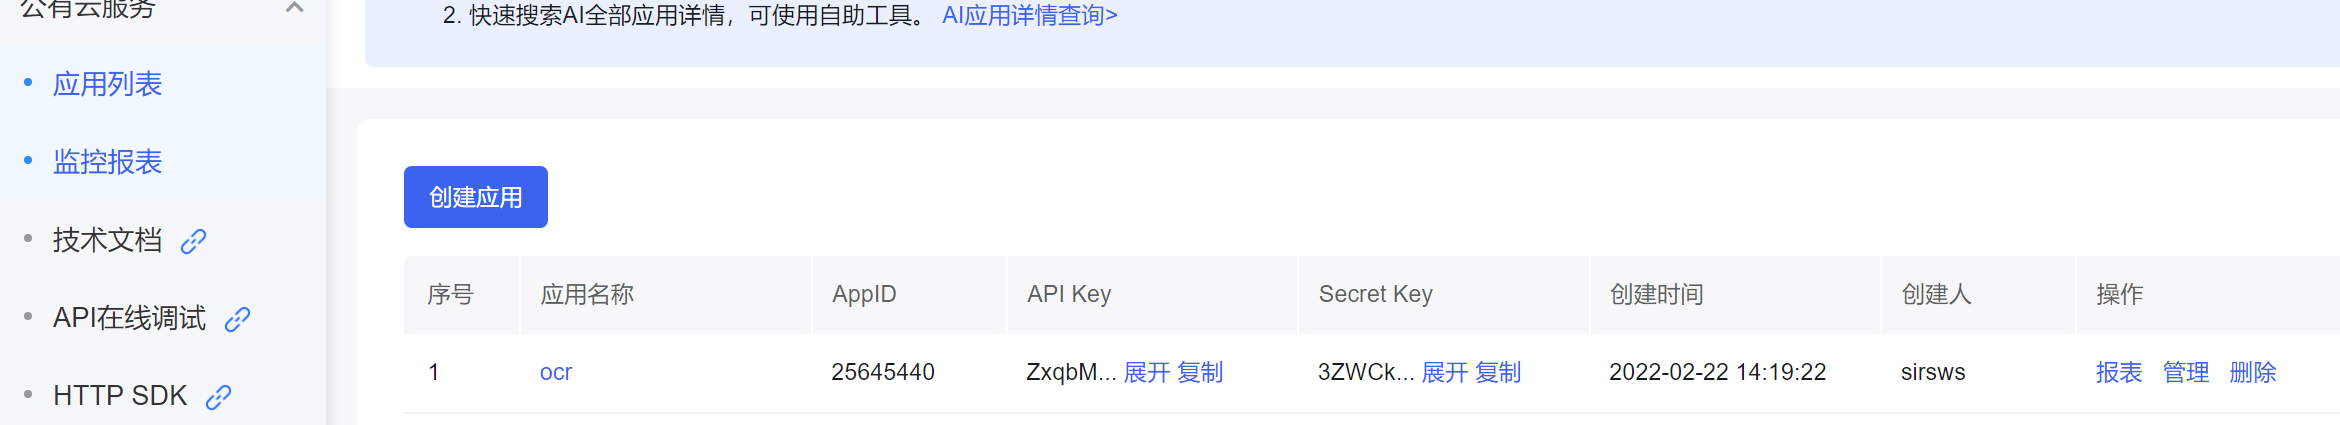 公有云服务
应用列表
监控报表
技术文档
API在线调试
HTTP SDK
2. 快速搜索AI全部应用详情，可使用自助工具。 AI应用详情查询>
创建应用
序号 应用名称 AppID API Key Secret Key 创建时间 创建人 操作
1 ocr 25645440 ZxqbM... 展开 复制 3ZWCk... 展开 复制 2022-02-22 14:19:22 sirsws 报表 管理 删除